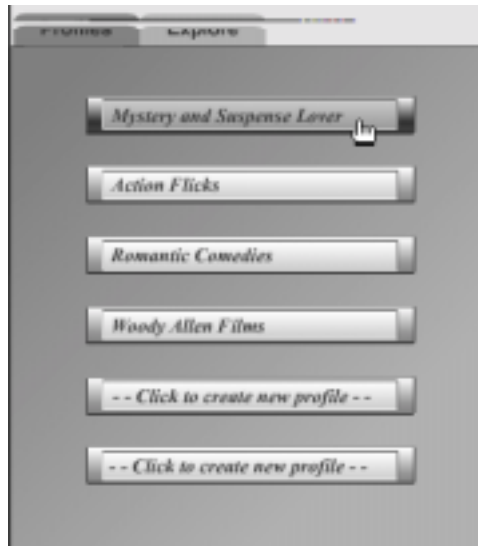 Profiles Explore
Mystery and Suspense Lover
Action Flicks
Romantic Comedies
Woody Allen Films
- - Click to create new profile - -
- - Click to create new profile - -